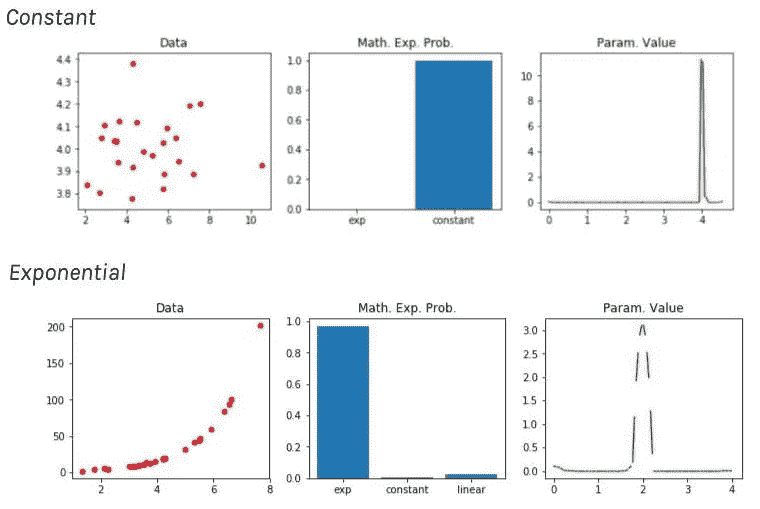 Constant
Data
Math. Exp. Prob.
Param. Value
4.4
4.3
4.2
4.1
4.0
3.9
3.8
2 4 6 8 10
1.0
0.8
0.6
0.4
0.2
0.0
exp constant
10
8
6
4
2
0
0 1 2 3 4
Exponential
Data
Math. Exp. Prob.
Param. Value
200
150
100
50
0
2 4 6 8
1.0
0.8
0.6
0.4
0.2
0.0
exp constant linear
3.0
2.5
2.0
1.5
1.0
0.5
0.0
0 1 2 3 4